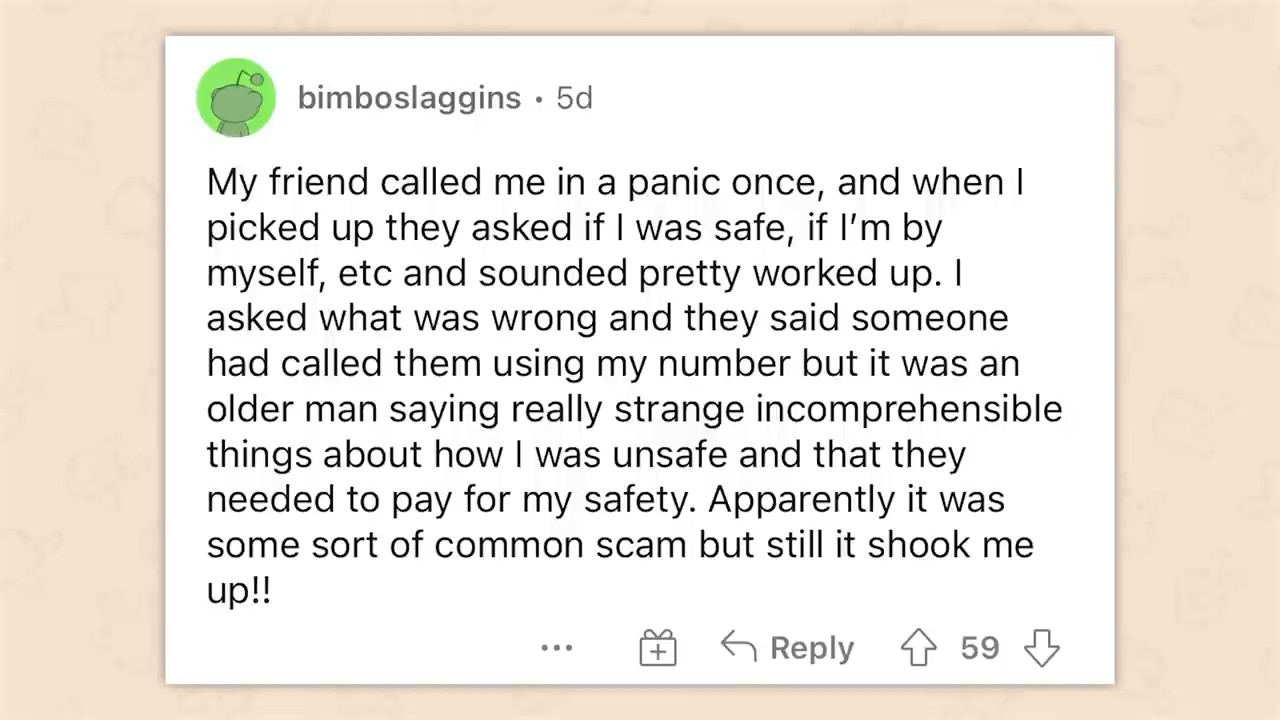 bimboslaggins • 5d
My friend called me in a panic once, and when I
picked up they asked if I was safe, if I’m by
myself, etc and sounded pretty worked up. I
asked what was wrong and they said someone
had called them using my number but it was an
older man saying really strange incomprehensible
things about how I was unsafe and that they
needed to pay for my safety. Apparently it was
some sort of common scam but still it shook me
up!!
... Reply 59